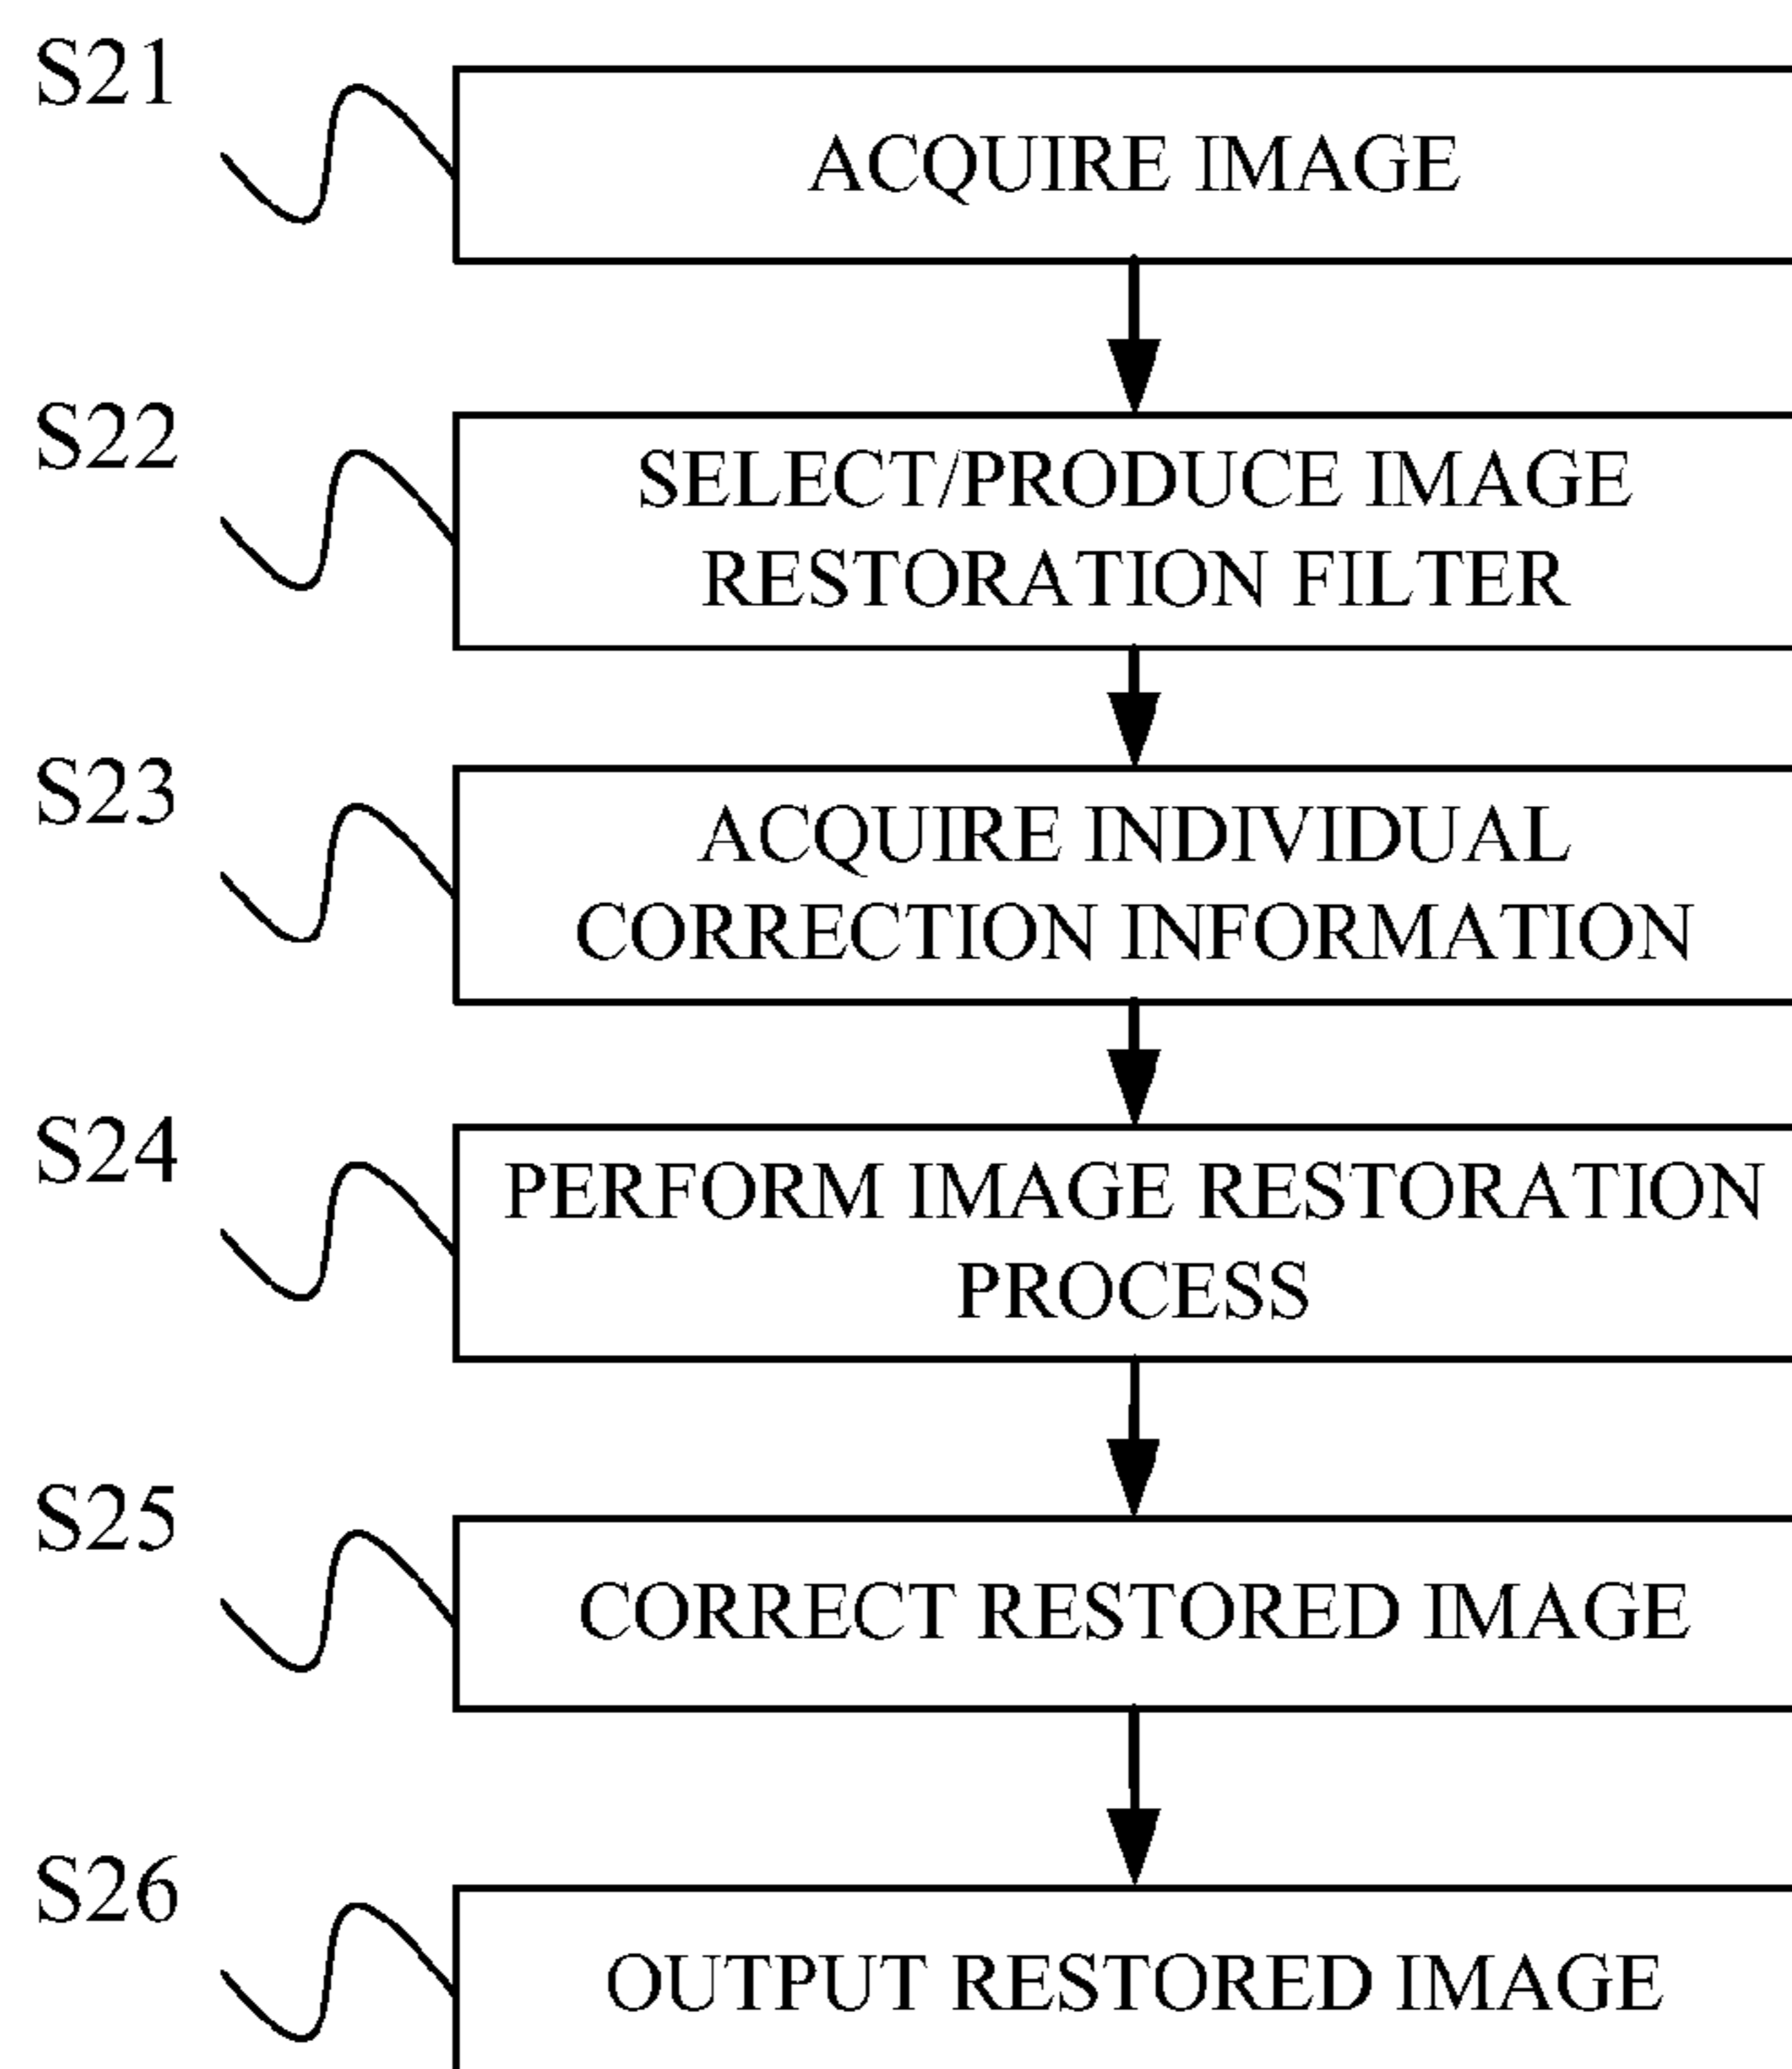 S21
ACQUIRE IMAGE
S22
SELECT/PRODUCE IMAGE
RESTORATION FILTER
S23
ACQUIRE INDIVIDUAL
CORRECTION INFORMATION
S24
PERFORM IMAGE RESTORATION
PROCESS
S25
CORRECT RESTORED IMAGE
S26
OUTPUT RESTORED IMAGE